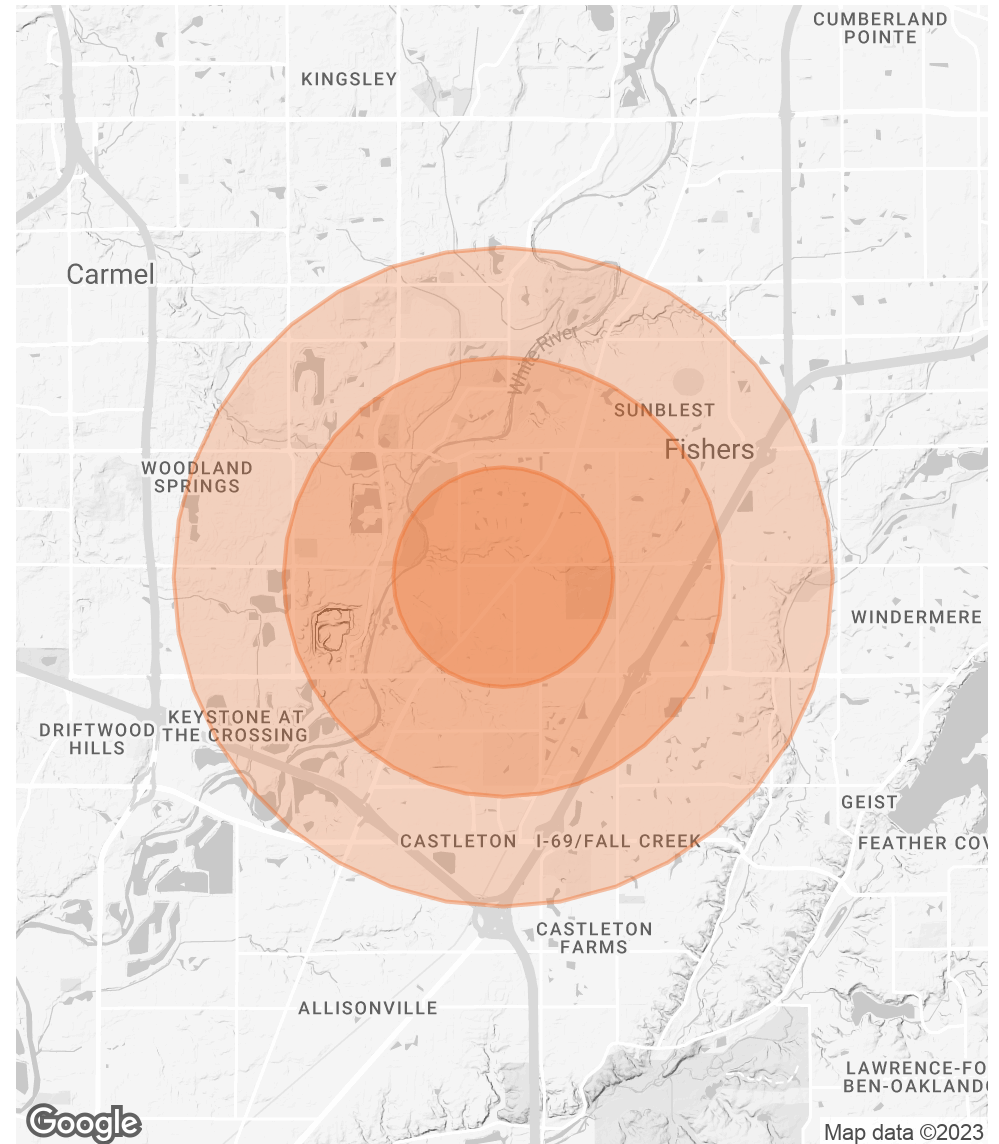 CUMBERLAND
POINTE
KINGSLEY
Carmel
White River
SUNBLEST
Fishers
WOODLAND
SPRINGS
WINDERMERE
KEYSTONE AT
THE CROSSING
DRIFTWOOD
HILLS
GEIST
CASTLETON
I-69/FALL CREEK
FEATHER COV
CASTLETON
FARMS
ALLISONVILLE
LAWRENCE-FO
BEN-OAKLAND
Google
Map data ©2023